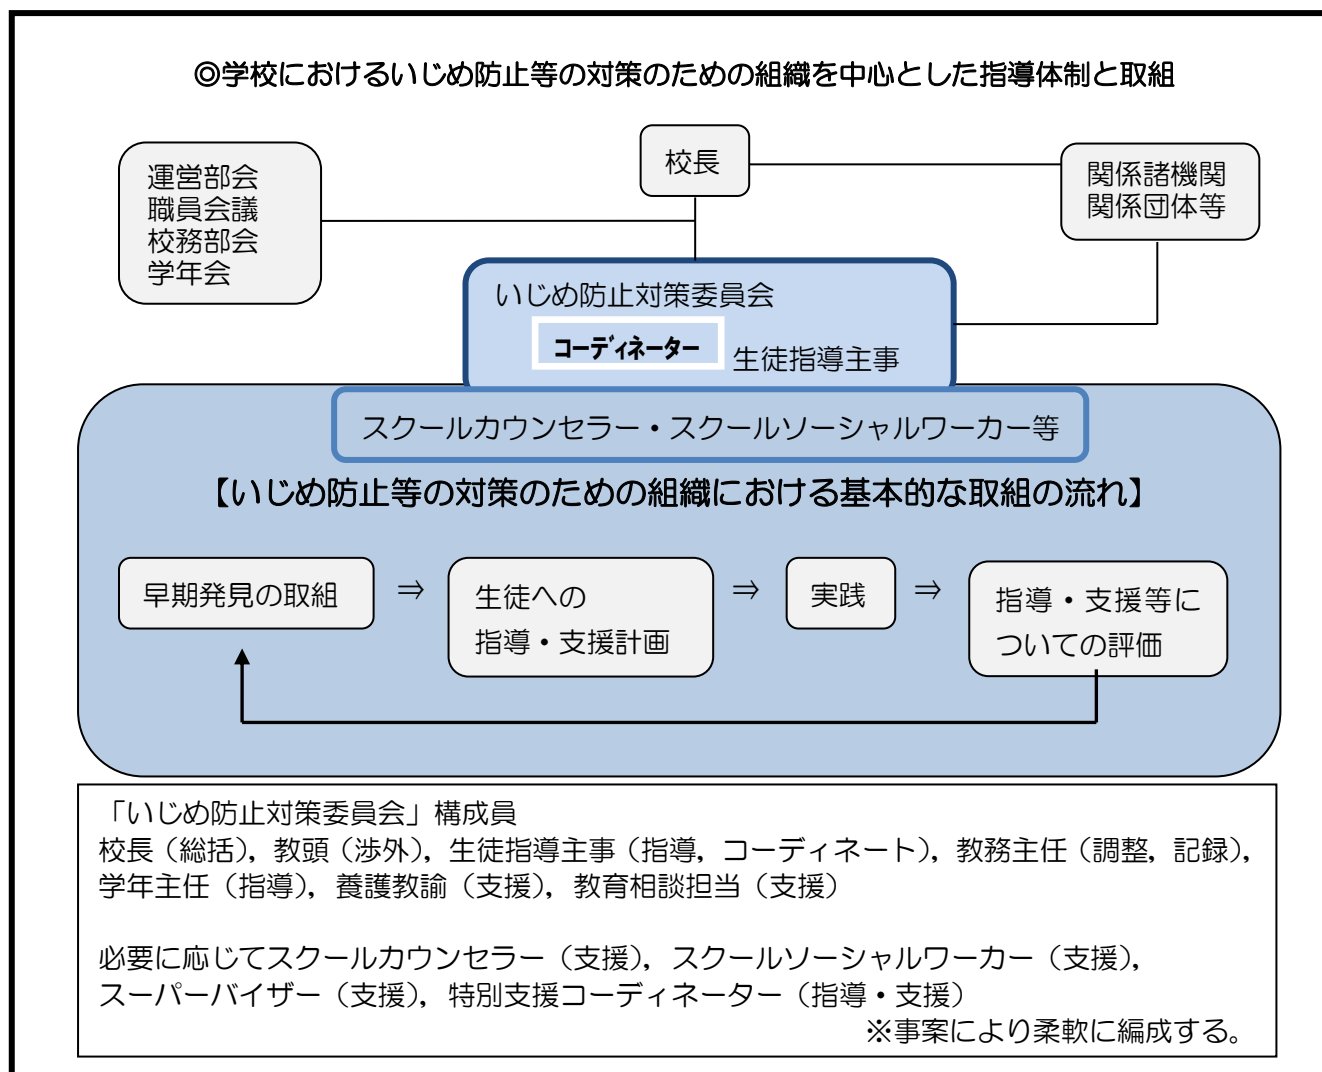 ◎学校におけるいじめ防止等の対策のための組織を中心とした指導体制と取組
校長
運営部会
職員会議
校務部会
学年会
関係諸機関
関係団体等
いじめ防止対策委員会
コーディネーター 生徒指導主事
スクールカウンセラー・スクールソーシャルワーカー等
【いじめ防止等の対策のための組織における基本的な取組の流れ】
早期発見の取組 ⇒
生徒への
指導・支援計画
⇒ 実践 ⇒
指導・支援等に
ついての評価
「いじめ防止対策委員会」構成員
校長（総括），教頭（渉外），生徒指導主事（指導，コーディネート），教務主任（調整，記録），
学年主任（指導），養護教諭（支援），教育相談担当（支援）
必要に応じてスクールカウンセラー（支援），スクールソーシャルワーカー（支援），
スーパーバイザー（支援），特別支援コーディネーター（指導・支援）
※事案により柔軟に編成する。